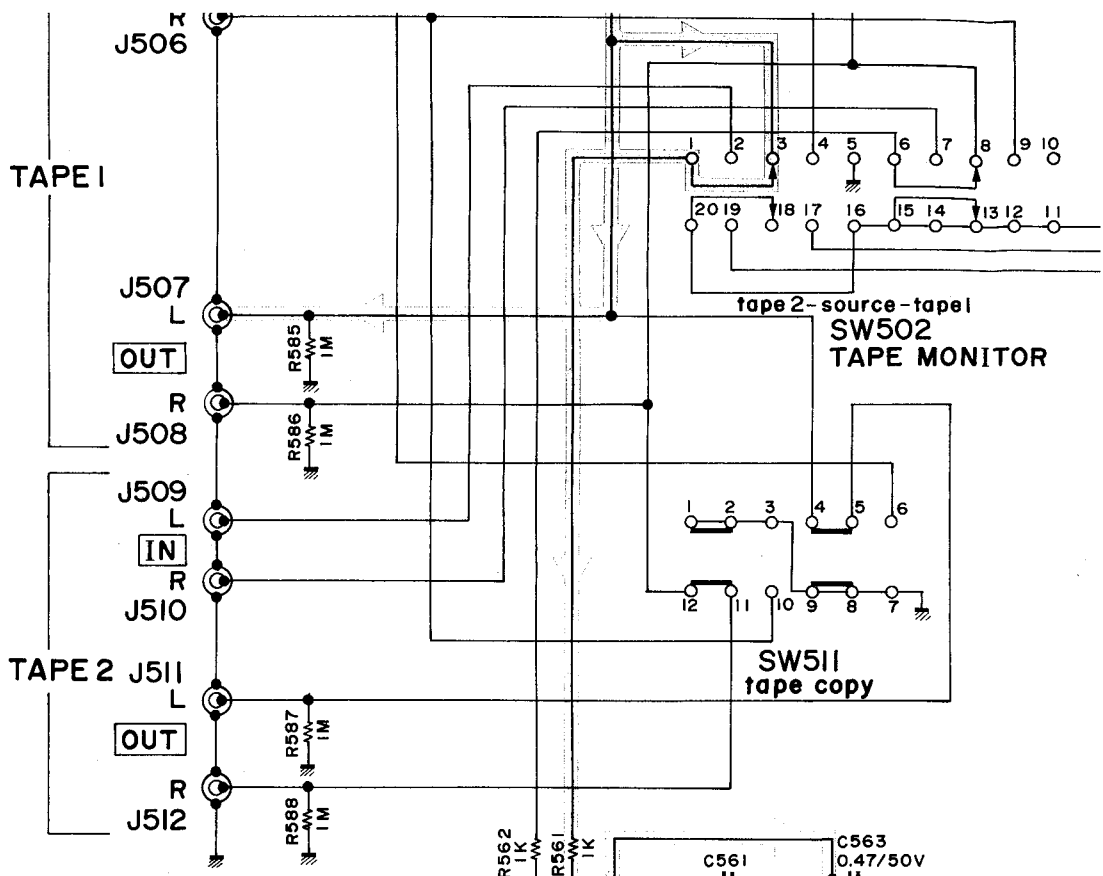 R
J506
1 2 3 4 5 6 7 8 9 10
TAPE 1
20 19 18 17 16 15 14 13 12 11
J507
L
tape 2-source-tape1
SW502
TAPE MONITOR
R585
1M
OUT
R
J508
R586
1M
J509
L
1 2 3 4 5 6
IN
R
J510
12 11 10 9 8 7
SW511
tape copy
TAPE 2
J511
L
OUT
R587
1M
R
J512
R588
1M
R562
1K
R561
1K
C561
C563
0.47/50V